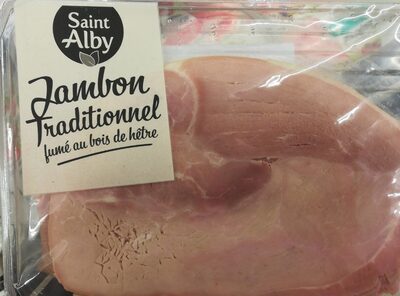 Saint
Alby
Jambon
Traditionnel
fumé au bois de hêtre